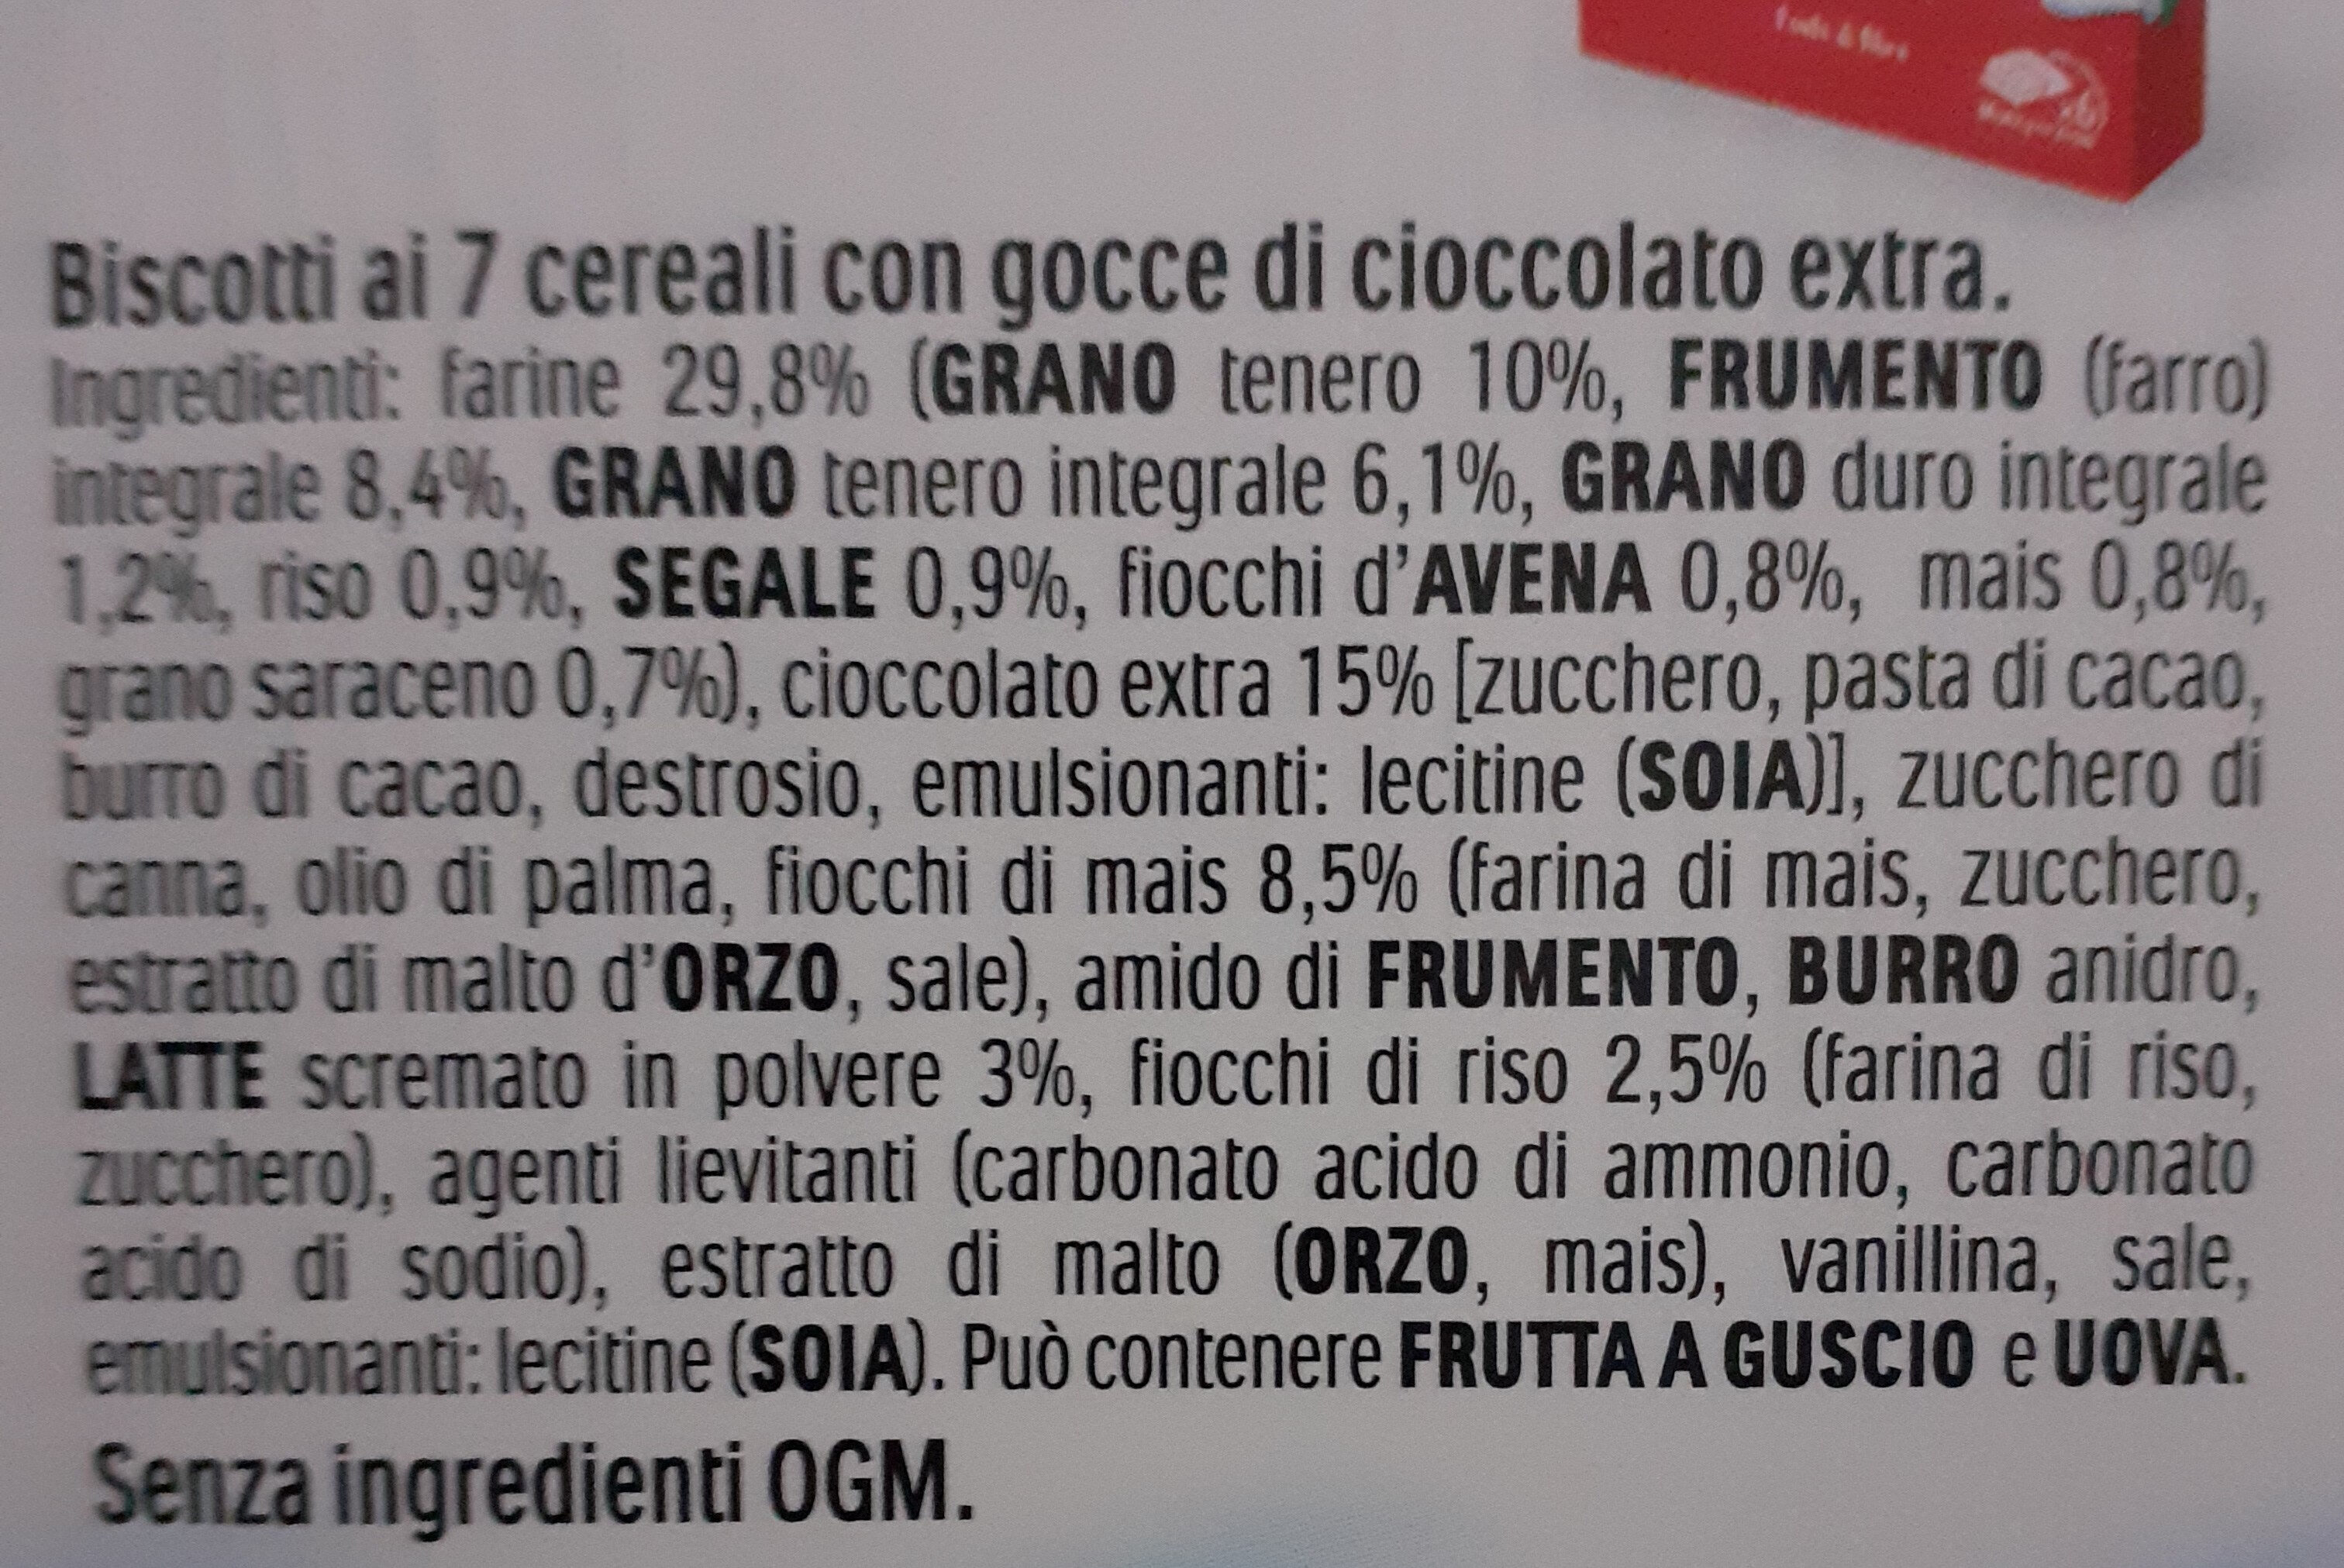 Biscotti ai 7 cereali con gocce di cioccolato extra.
Ingredienti: farine 29,8% (GRANO tenero 10%, FRUMENTO (farro)
integrale 8,4%, GRANO tenero integrale 6,1%, GRANO duro integrale
1,2%, riso 0,9%, SEGALE 0,9%, fiocchi d'AVENA 0,8%, mais 0,8%,
grano saraceno 0,7%), cioccolato extra 15% [zucchero, pasta di cacao,
burro di cacao, destrosio, emulsionanti: lecitine (SOIA)], zucchero di
canna, olio di palma, fiocchi di mais 8,5% (farina di mais, zucchero,
estratto di malto d'ORZO, sale), amido di FRUMENTO, BURRO anidro,
LATTE scremato in polvere 3%, fiocchi di riso 2,5% (farina di riso,
zucchero), agenti lievitanti (carbonato acido di ammonio, carbonato
acido di sodio), estratto di malto (ORZO, mais), vanillina, sale,
emulsionanti: lecitine (SOIA). Può contenere FRUTTA A GUSCIO e UOVA.
Senza ingredienti OGM.